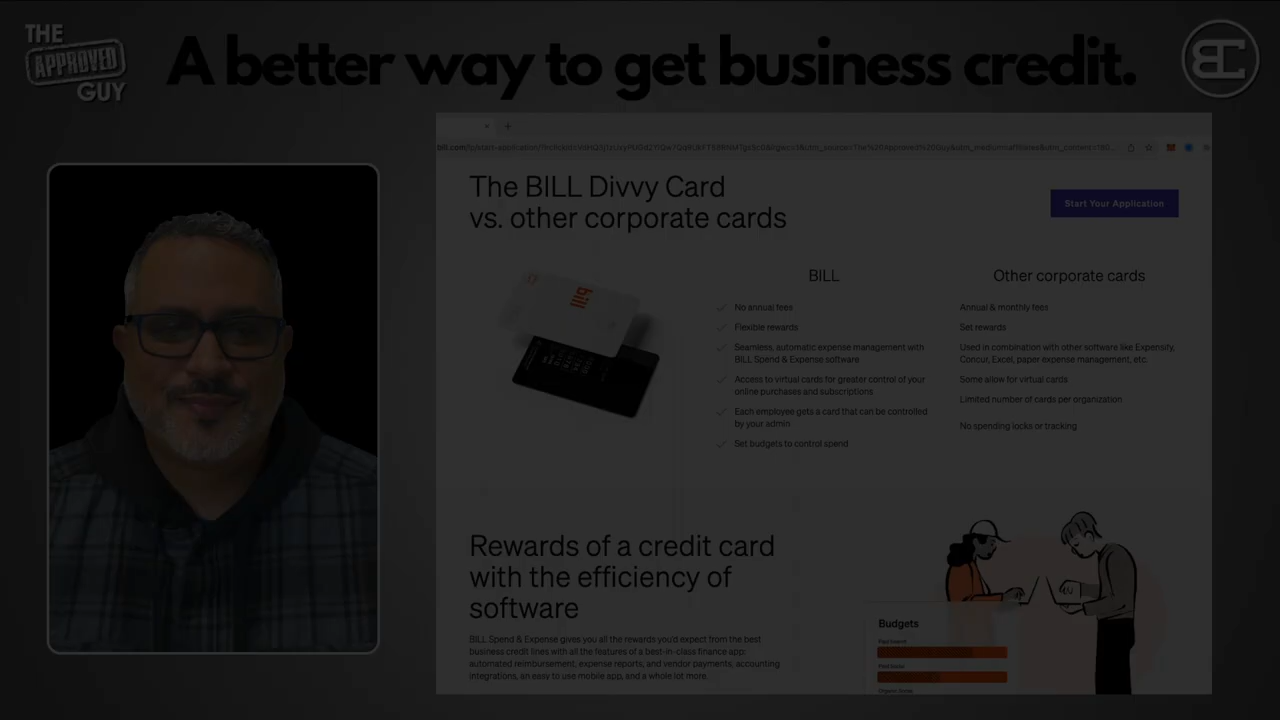 THE
APPROVED
GUY
A better way to get business credit.
BC
The BILL Divvy Card
vs. other corporate cards
Start Your Application
BILL
No annual fees
Flexible rewards
Seamless, automatic expense management with
BILL Spend & Expense software
Access to virtual cards for greater control of your
online purchases and subscriptions
Each employee gets a card that can be controlled
by your admin
Set budgets to control spend
Other corporate cards
Annual & monthly fees
Set rewards
Used in combination with other software like Expensify,
Concur, Excel, paper expense management, etc.
Some allow for virtual cards
Limited number of cards per organization
No spending locks or tracking
bill
Rewards of a credit card
with the efficiency of
software
BILL Spend & Expense gives you all the rewards you'd expect from the best
business credit lines with all the features of a best-in-class finance app:
automated reimbursement, expense reports, and vendor payments, accounting
integrations, an easy to use mobile app, and a whole lot more.
Budgets
Paid Search
Paid Social
Organic Social